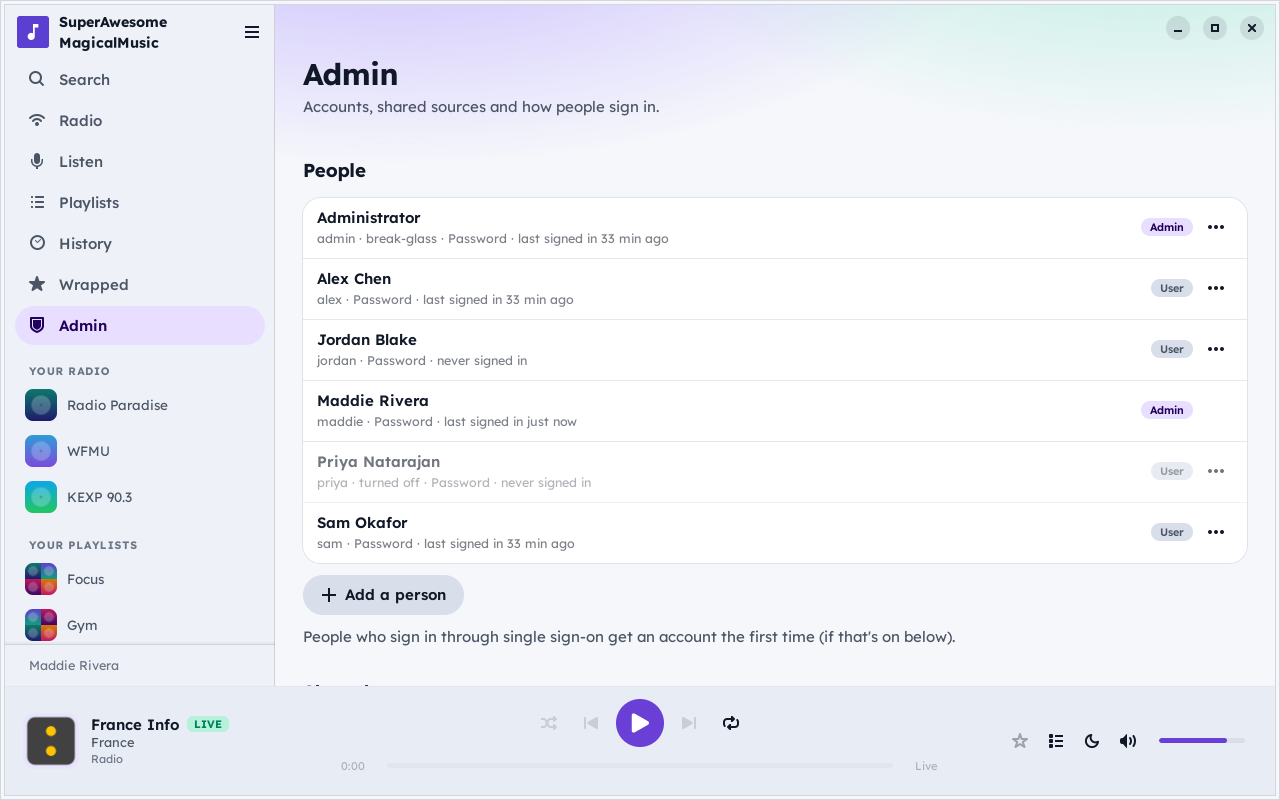 SuperAwesome
MagicalMusic
Search
Radio
Listen
Playlists
History
Wrapped
Admin
YOUR RADIO
Radio Paradise
WFMU
KEXP 90.3
YOUR PLAYLISTS
Focus
Gym
Maddie Rivera
Admin
Accounts, shared sources and how people sign in.
People
Administrator
admin · break-glass · Password · last signed in 33 min ago
Admin
Alex Chen
alex · Password · last signed in 33 min ago
User
Jordan Blake
jordan · Password · never signed in
User
Maddie Rivera
maddie · Password · last signed in just now
Admin
Priya Natarajan
priya · turned off · Password · never signed in
User
Sam Okafor
sam · Password · last signed in 33 min ago
User
Add a person
People who sign in through single sign-on get an account the first time (if that's on below).
France Info LIVE
France
Radio
0:00
Live